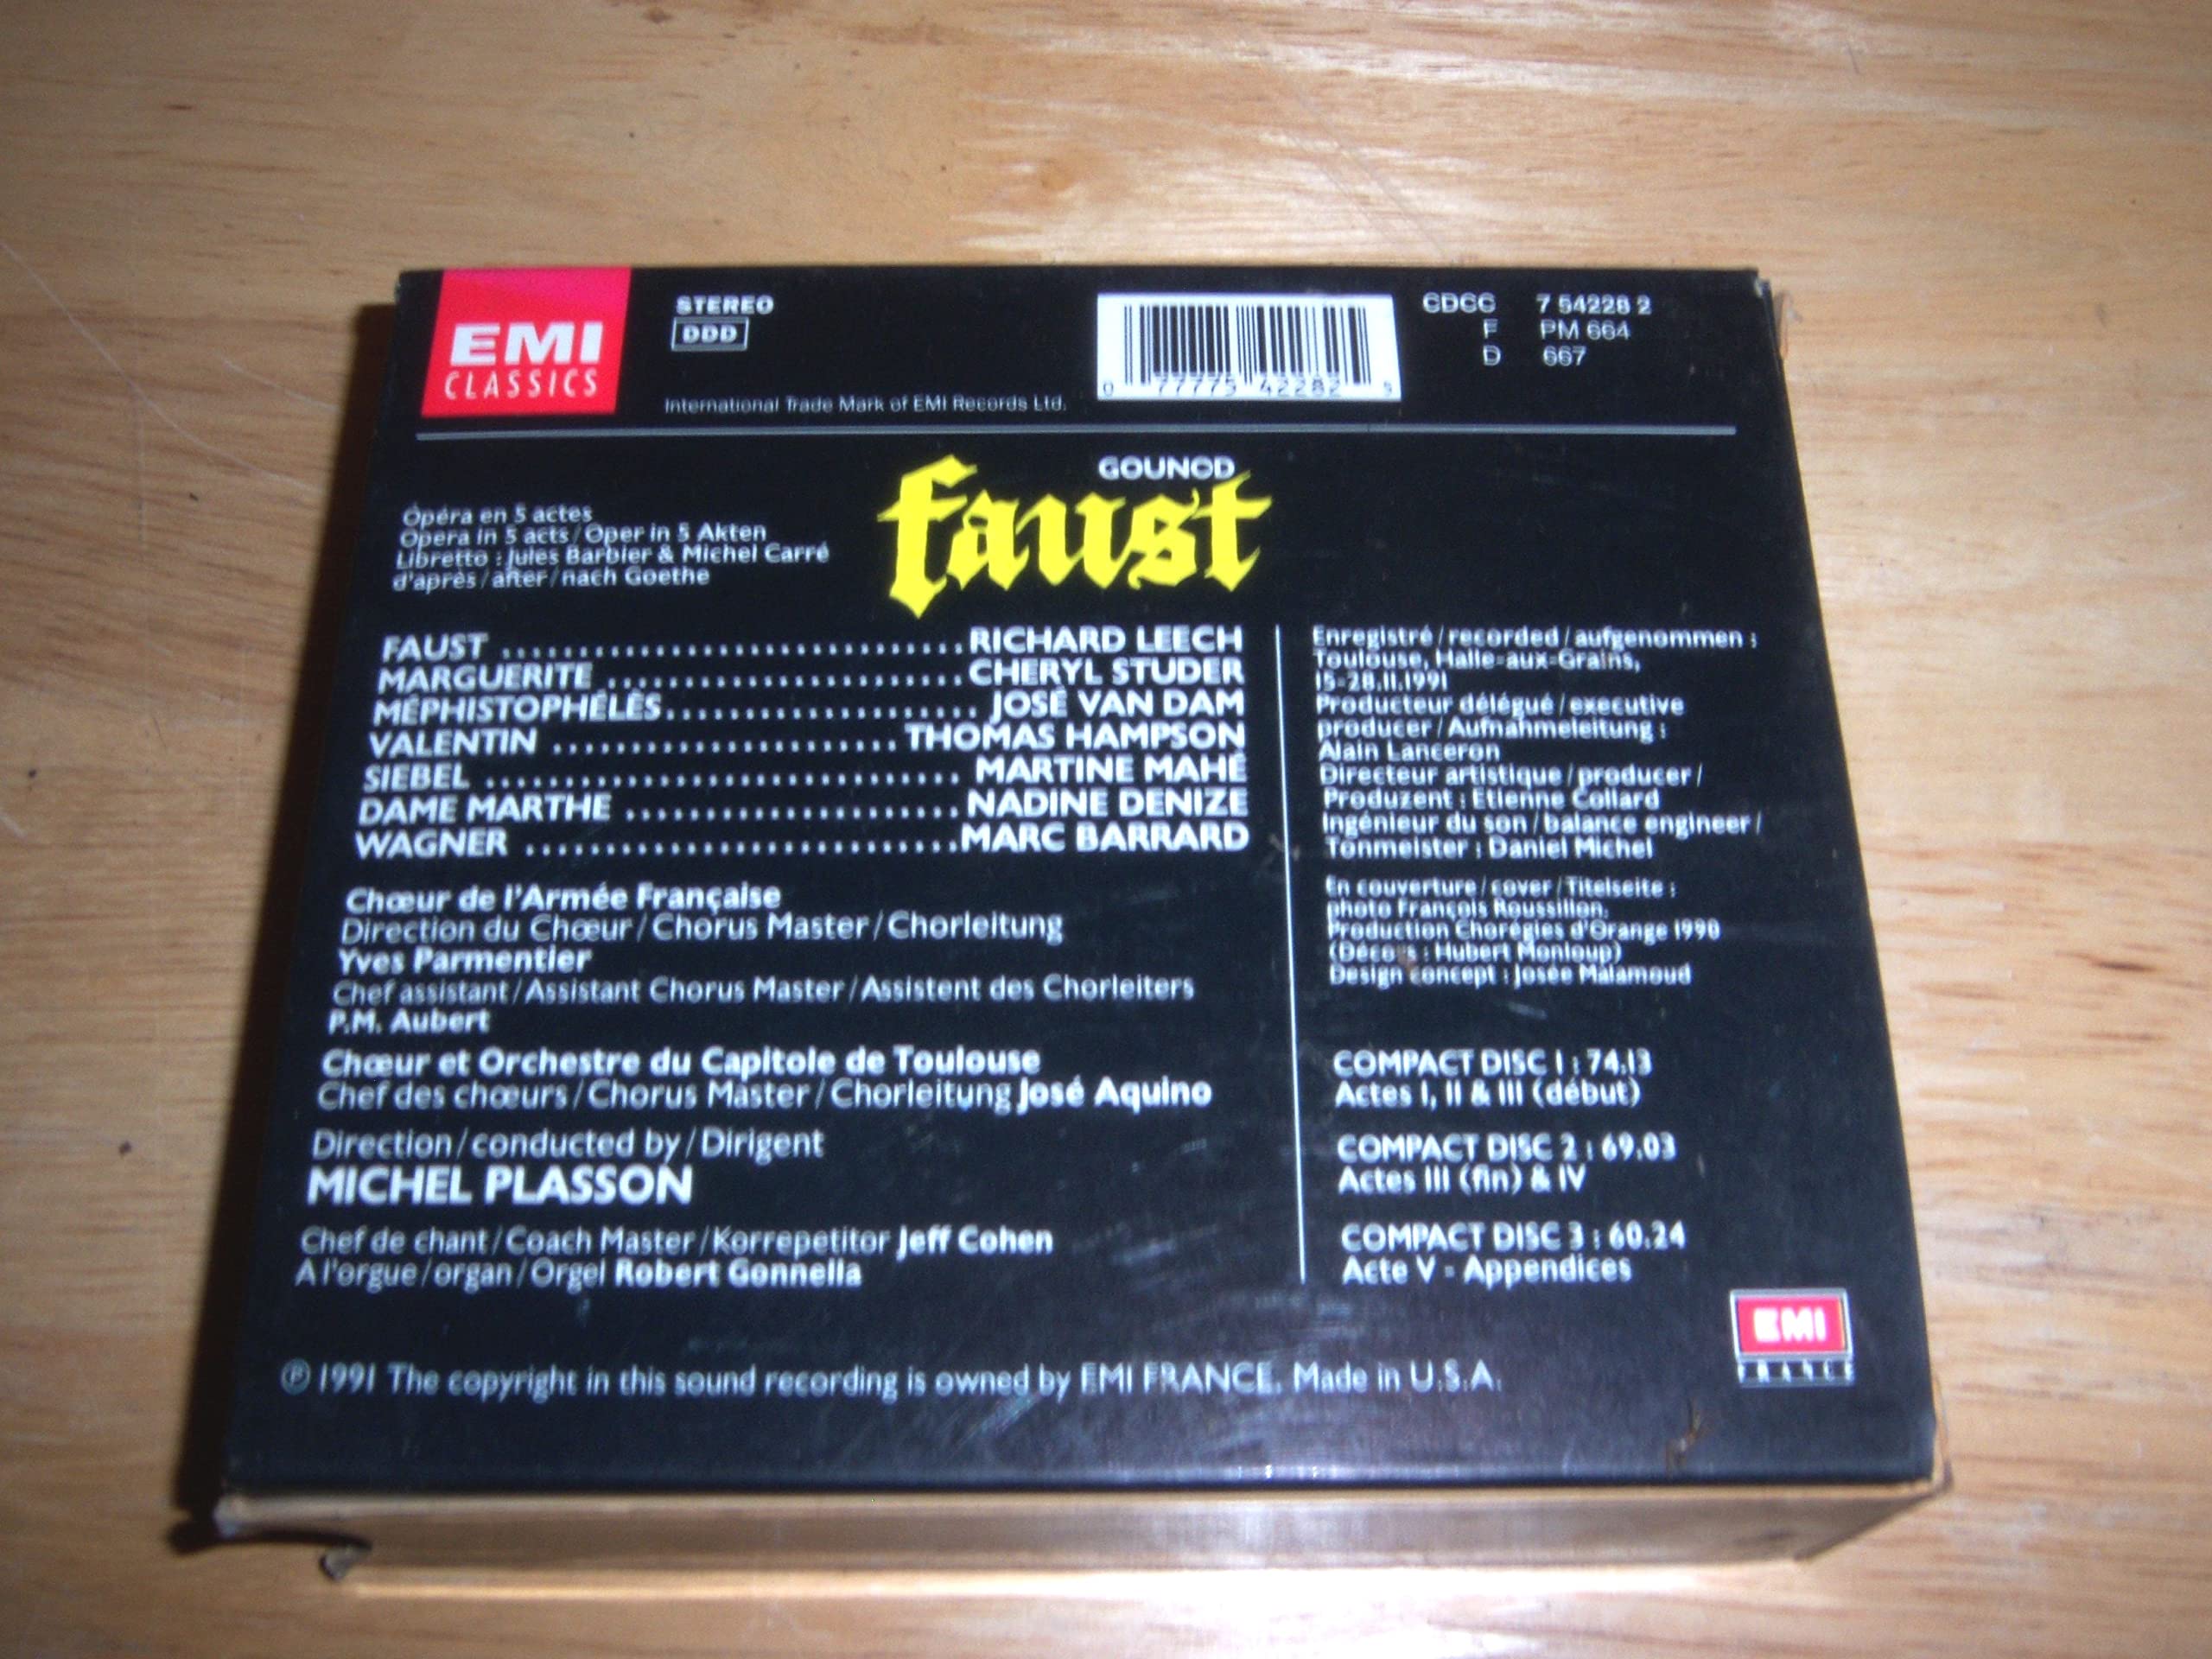 EMI
CLASSICS
STEREO
DDD
International Trade Mark of EMI Records Ltd.
0 77775 42282 5
CDCC 7 54228 2
F PM 664
D 667
GOUNOD
faust
Opéra en 5 actes
Opera in 5 acts / Oper in 5 Akten
Libretto : Jules Barbier & Michel Carré
d'après / after / nach Goethe
FAUST ............................. RICHARD LEECH
MARGUERITE ....................... CHERYL STUDER
MÉPHISTOPHÉLÈS.................... JOSÉ VAN DAM
VALENTIN ...................... THOMAS HAMPSON
SIEBEL .............................. MARTINE MAHÉ
DAME MARTHE ..................... NADINE DENIZE
WAGNER ........................... MARC BARRARD
Chœur de l'Armée Française
Direction du Chœur / Chorus Master / Chorleitung
Yves Parmentier
Chef assistant / Assistant Chorus Master / Assistent des Chorleiters
P.M. Aubert
Chœur et Orchestre du Capitole de Toulouse
Chef des chœurs / Chorus Master / Chorleitung José Aquino
Direction / conducted by / Dirigent
MICHEL PLASSON
Chef de chant / Coach Master / Korrepetitor Jeff Cohen
A l'orgue / organ / Orgel Robert Gonnella
Enregistré / recorded / aufgenommen :
Toulouse, Halle-aux-Grains,
15-28.II.1991
Producteur délégué / executive
producer / Aufnahmeleitung :
Alain Lanceron
Directeur artistique / producer /
Produzent : Etienne Collard
Ingénieur du son / balance engineer /
Tonmeister : Daniel Michel
En couverture / cover / Titelseite :
photo François Roussillon,
Production Chorégies d'Orange 1990
(Décors : Hubert Monloup)
Design concept : Josée Malamoud
COMPACT DISC 1 : 74.13
Actes I, II & III (début)
COMPACT DISC 2 : 69.03
Actes III (fin) & IV
COMPACT DISC 3 : 60.24
Acte V - Appendices
EMI
FRANCE
℗ 1991 The copyright in this sound recording is owned by EMI FRANCE. Made in U.S.A.